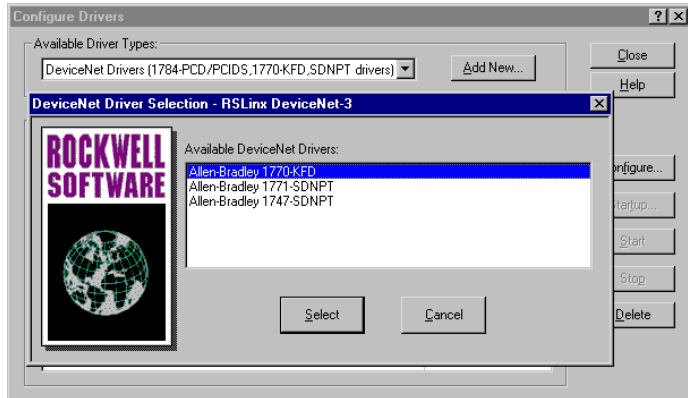 Configure Drivers
Available Driver Types:
DeviceNet Drivers (1784-PCD/PCIDS,1770-KFD,SDNPT drivers)
Add New...
Close
Help
DeviceNet Driver Selection - RSLinx DeviceNet-3
ROCKWELL
SOFTWARE
Available DeviceNet Drivers:
Allen-Bradley 1770-KFD
Allen-Bradley 1771-SDNPT
Allen-Bradley 1747-SDNPT
onfigure...
Startup...
Start
Stop
Select
Cancel
Delete